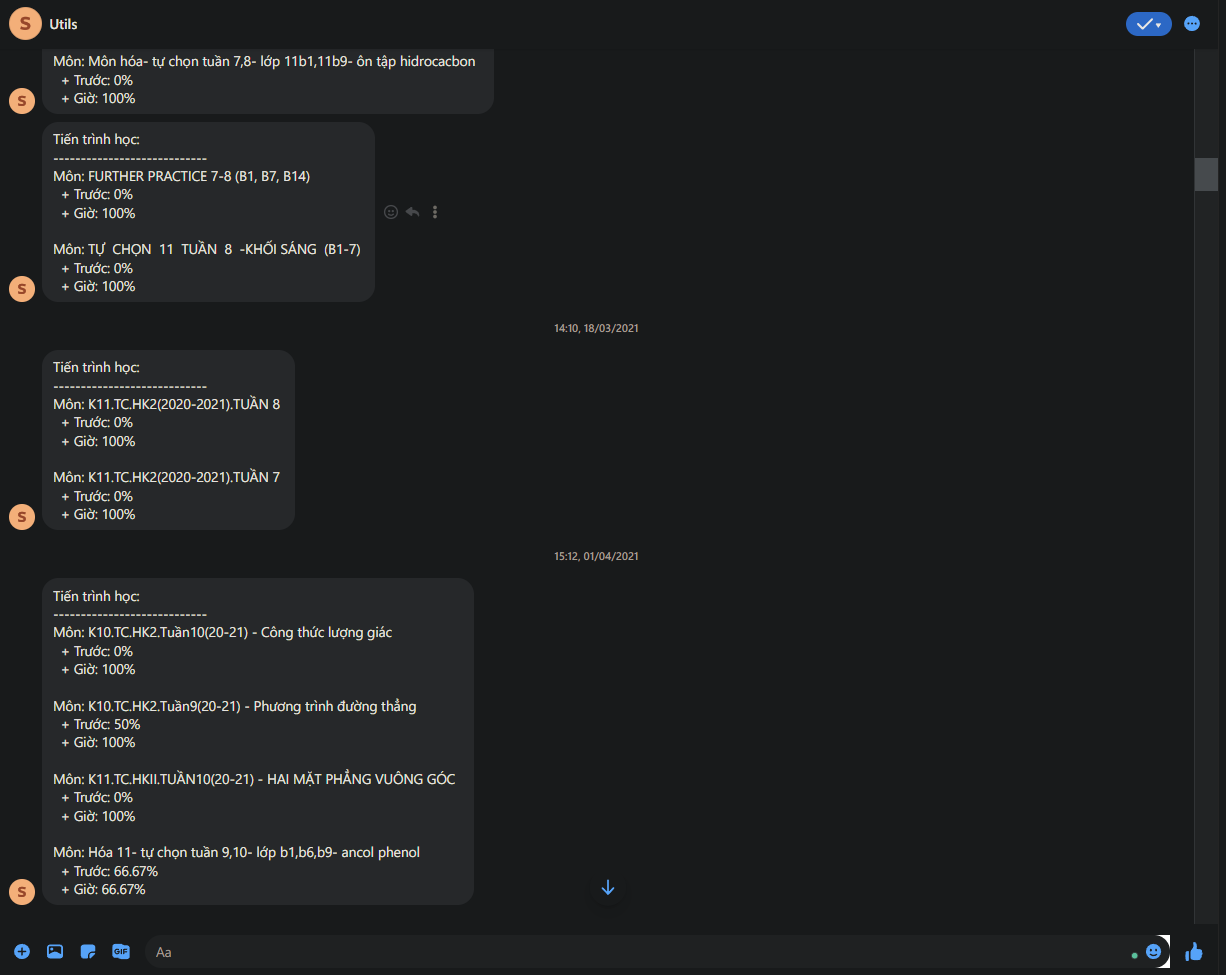 S
Utils
Môn: Môn hóa- tự chọn tuần 7,8- lớp 11b1,11b9- ôn tập hidrocacbon
+ Trước: 0%
+ Giờ: 100%
S
Tiến trình học:
----------------------------
Môn: FURTHER PRACTICE 7-8 (B1, B7, B14)
+ Trước: 0%
+ Giờ: 100%
Môn: TỰ CHỌN 11 TUẦN 8 -KHỐI SÁNG (B1-7)
+ Trước: 0%
+ Giờ: 100%
S
14:10, 18/03/2021
Tiến trình học:
----------------------------
Môn: K11.TC.HK2(2020-2021).TUẦN 8
+ Trước: 0%
+ Giờ: 100%
Môn: K11.TC.HK2(2020-2021).TUẦN 7
+ Trước: 0%
+ Giờ: 100%
S
15:12, 01/04/2021
Tiến trình học:
----------------------------
Môn: K10.TC.HK2.Tuần10(20-21) - Công thức lượng giác
+ Trước: 0%
+ Giờ: 100%
Môn: K10.TC.HK2.Tuần9(20-21) - Phương trình đường thẳng
+ Trước: 50%
+ Giờ: 100%
Môn: K11.TC.HKII.TUẦN10(20-21) - HAI MẶT PHẲNG VUÔNG GÓC
+ Trước: 0%
+ Giờ: 100%
Môn: Hóa 11- tự chọn tuần 9,10- lớp b1,b6,b9- ancol phenol
+ Trước: 66.67%
+ Giờ: 66.67%
S
GIF
Aa